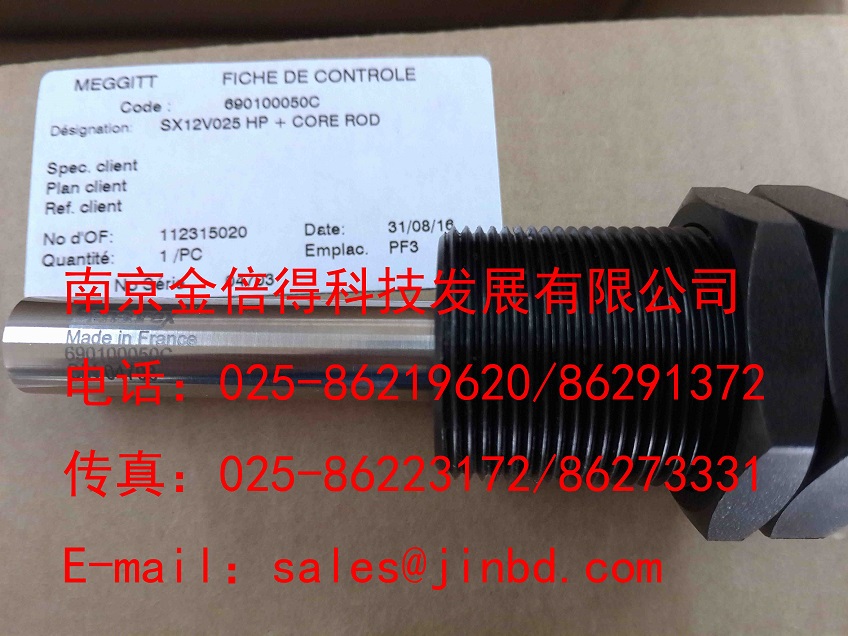 MEGGITT FICHE DE CONTROLE
Code : 690100050C
Désignation: SX12V025 HP + CORE ROD
Spec. client
Plan client
Ref. client
No d'OF: 112315020 Date: 31/08/16
Quantité: 1 /PC Emplac. PF3
No Série
南京金倍得科技发展有限公司
Made in France
690100050C
电话：025-86219620/86291372
传真：025-86223172/86273331
E-mail：sales@jinbd.com